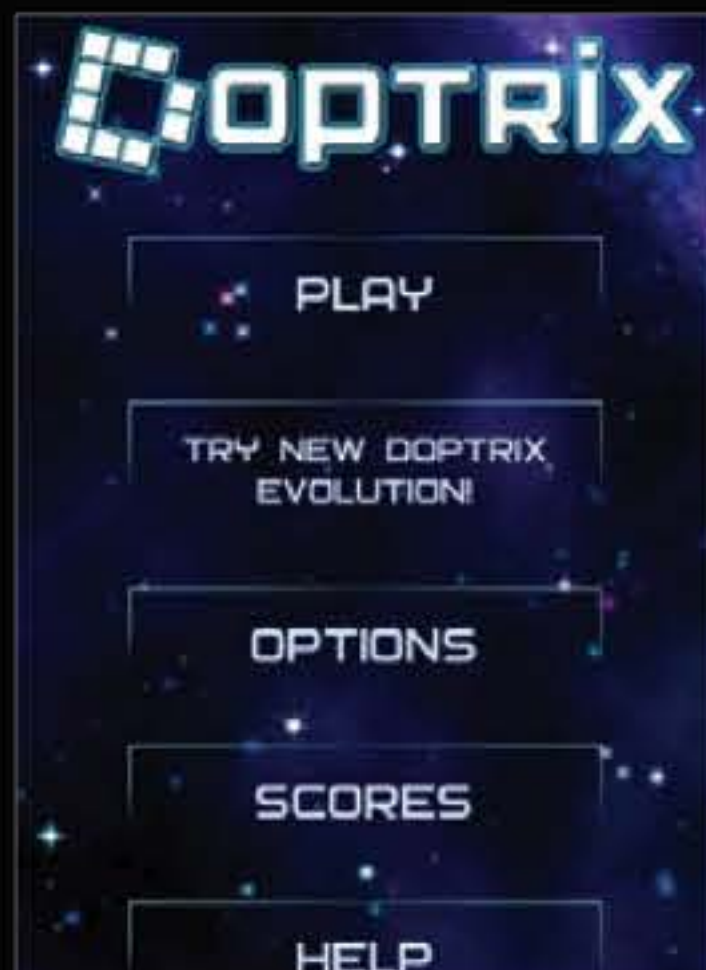 DOPTRiX
PLAY
TRY NEW DOPTRIX
EVOLUTION!
OPTIONS
SCORES
HELP